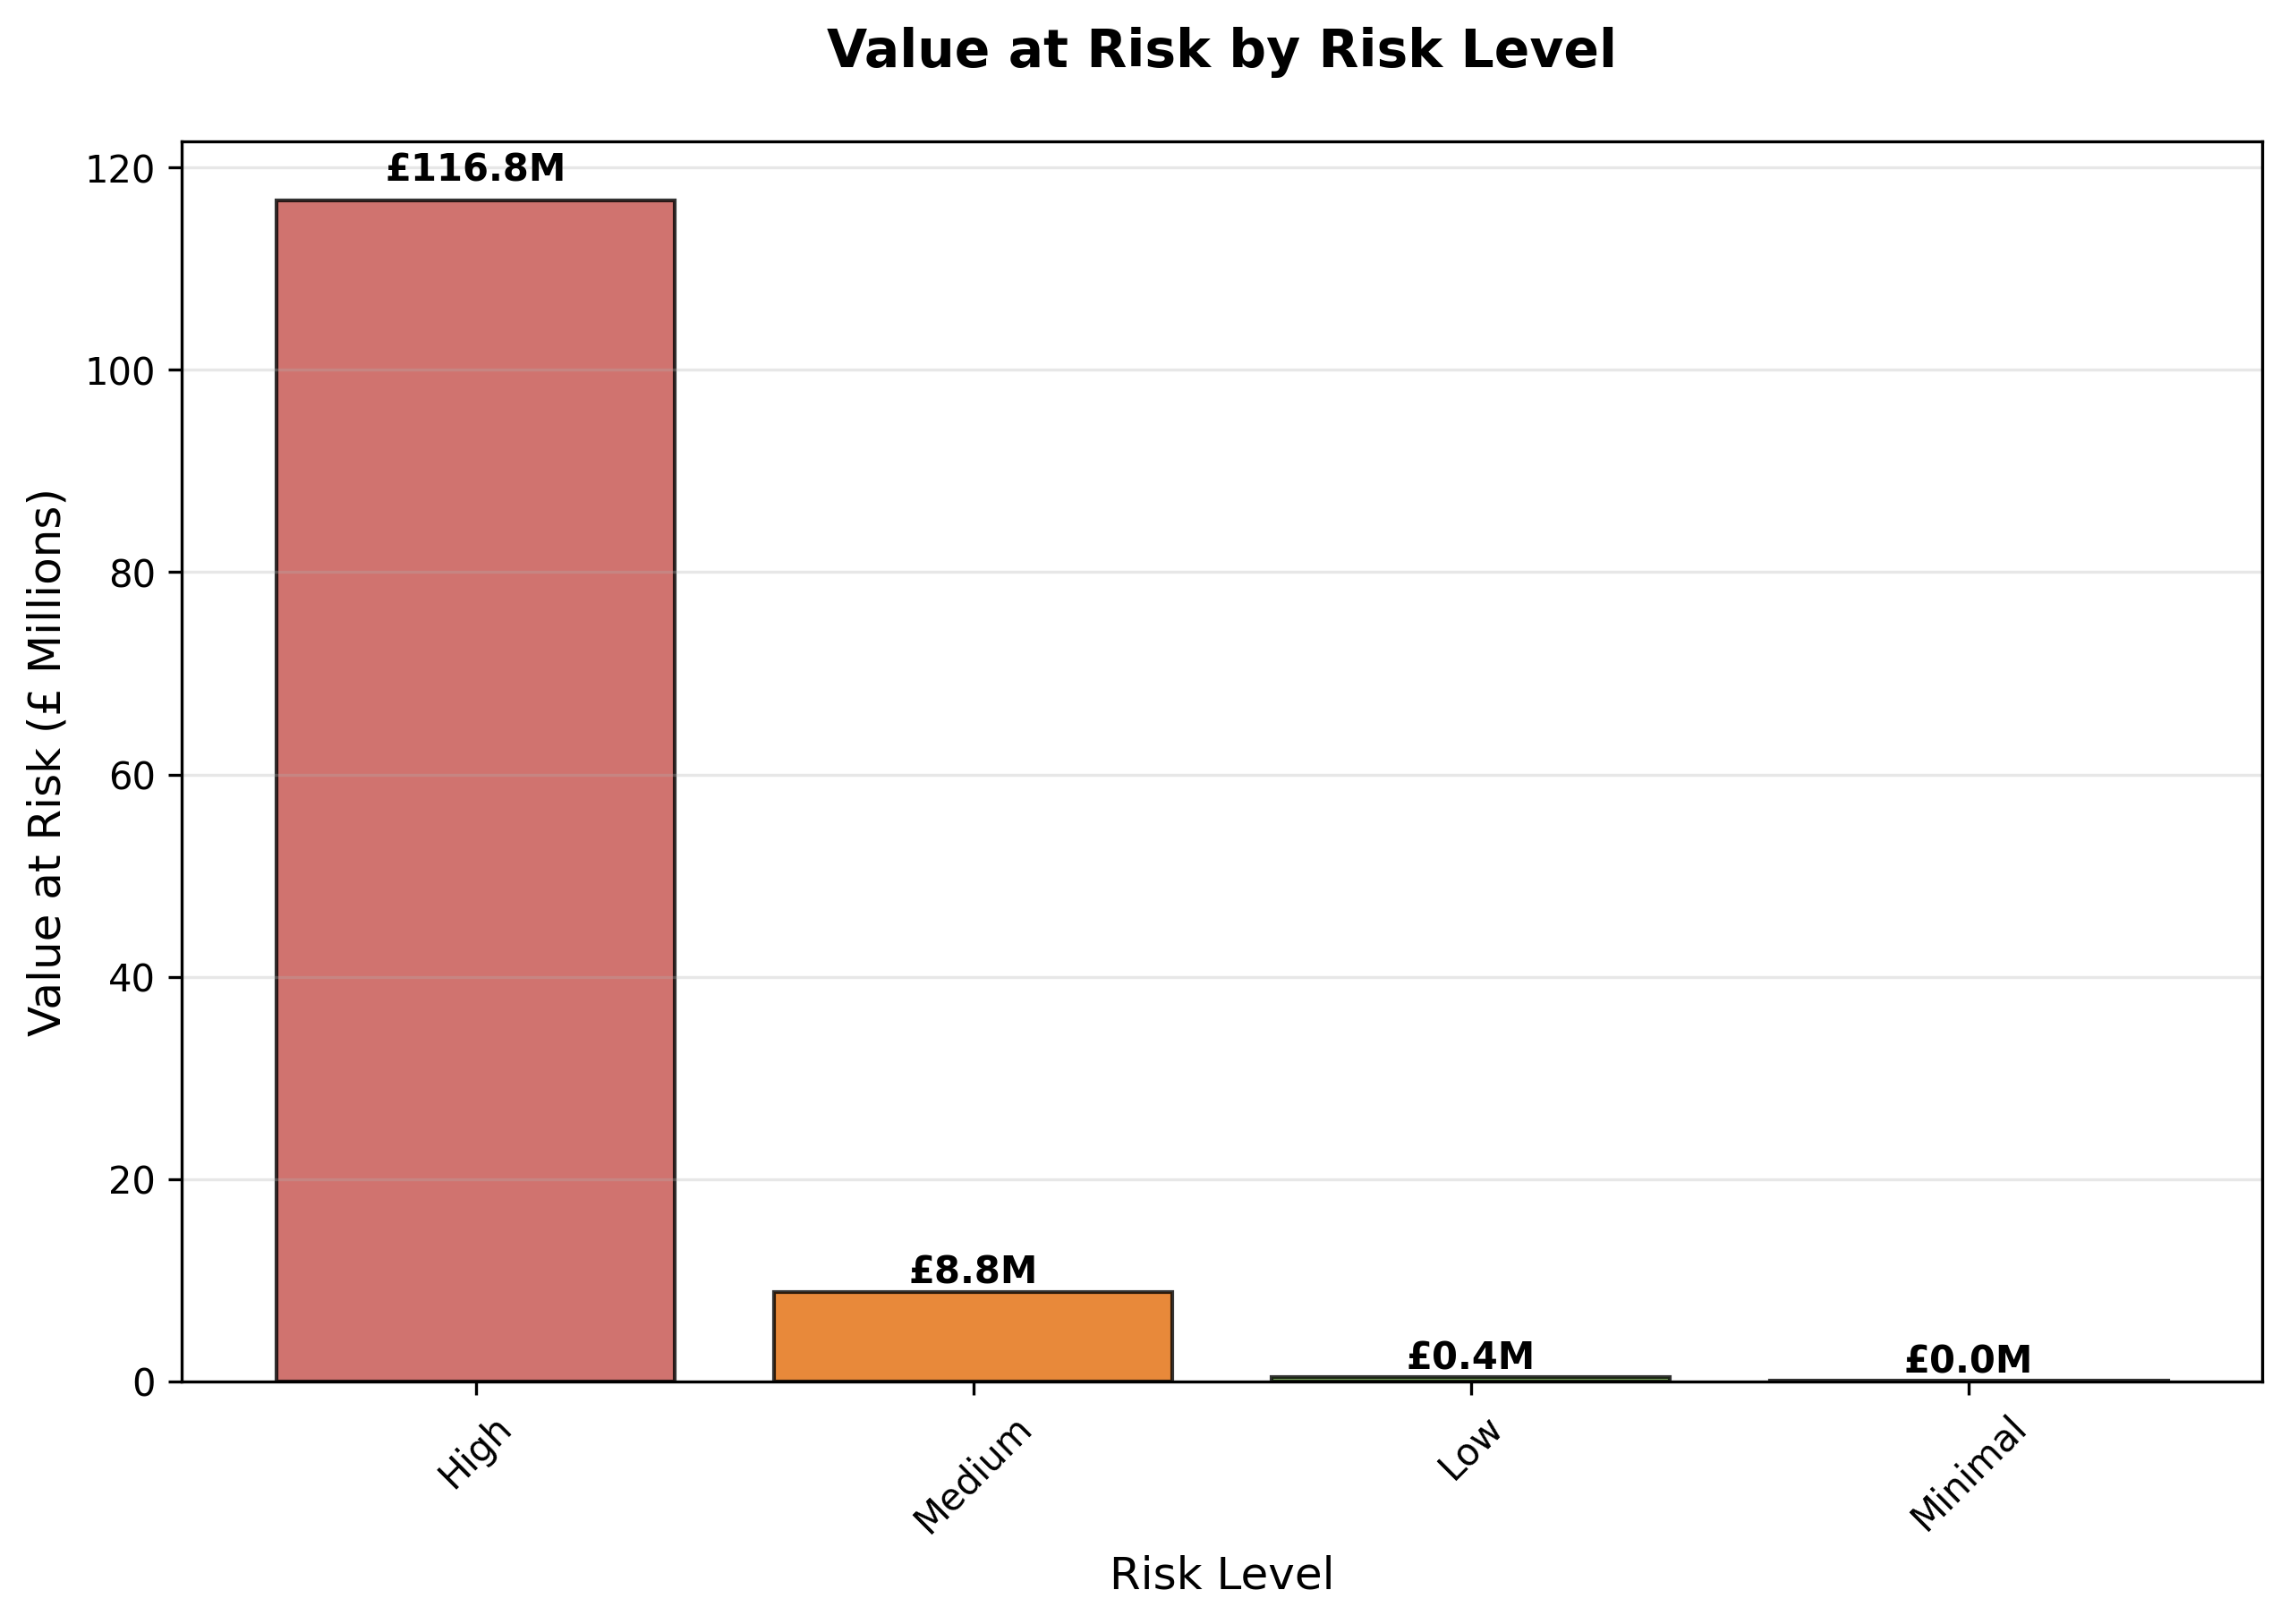 Value at Risk by Risk Level
Value at Risk (£ Millions)
120
100
80
60
40
20
0
£116.8M
£8.8M
£0.4M
£0.0M
High
Medium
Low
Minimal
Risk Level